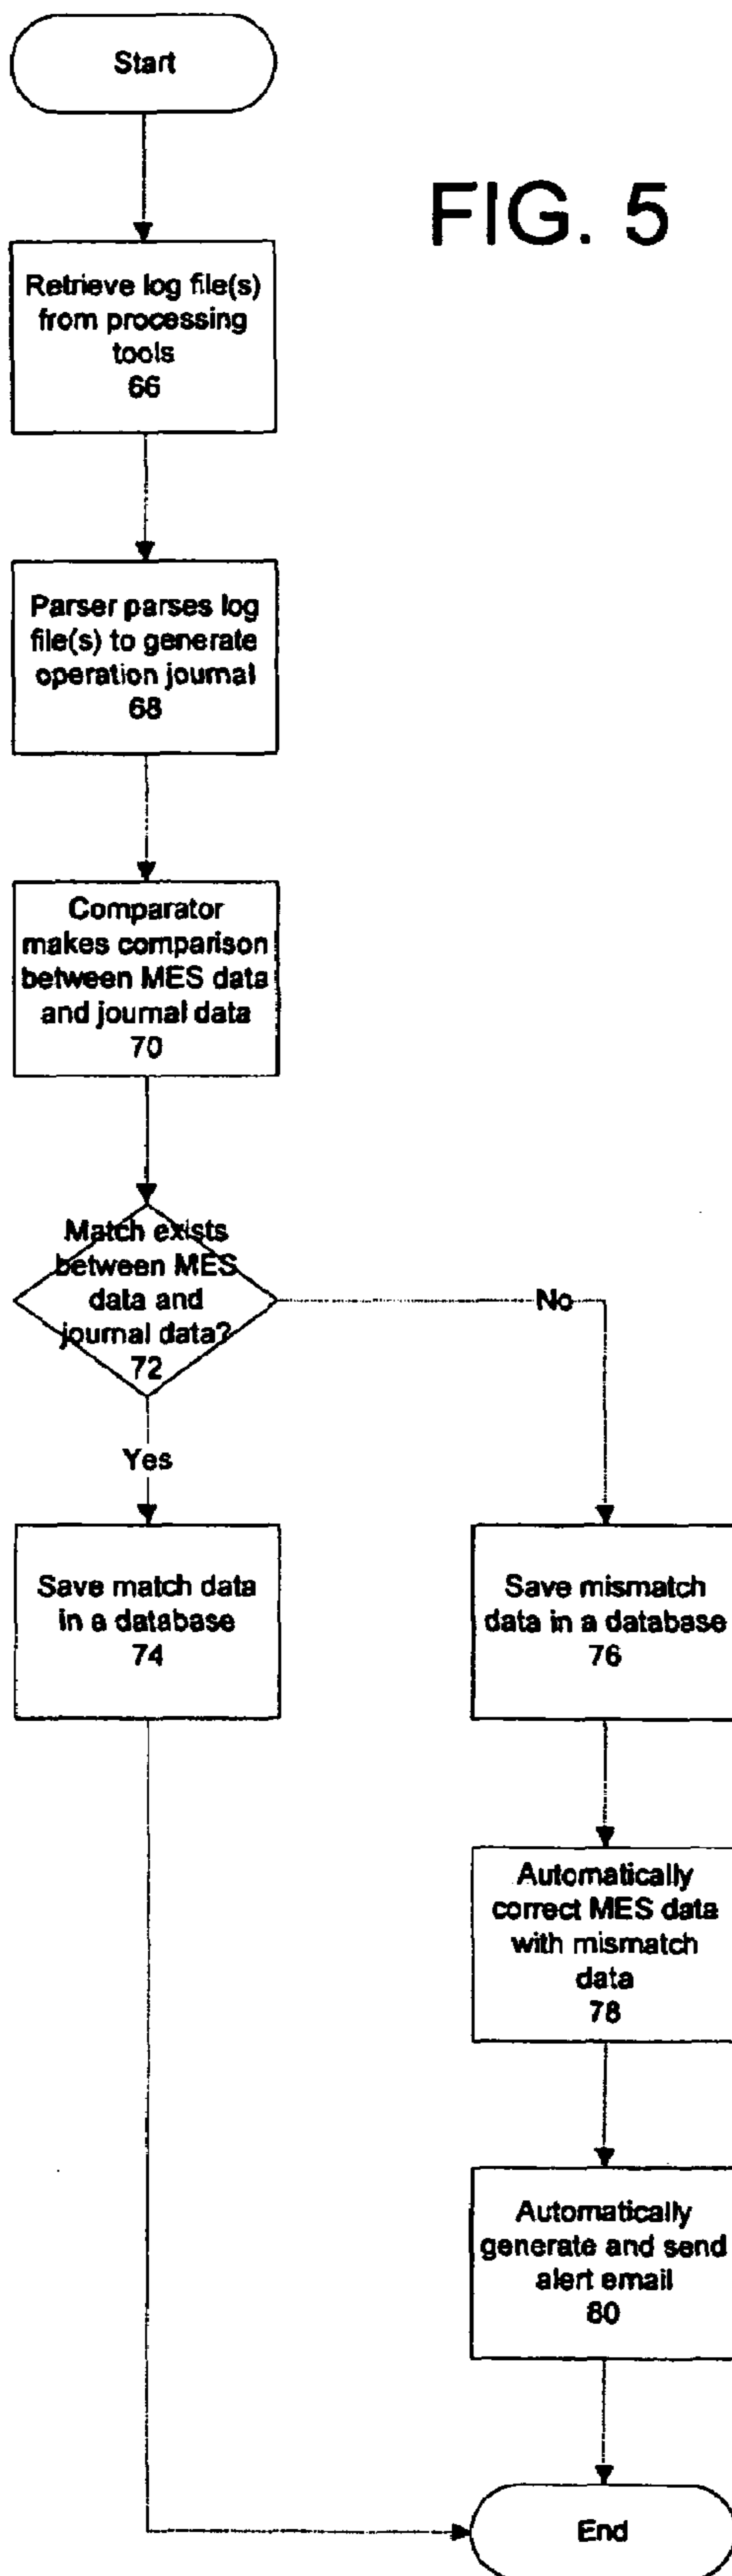 Start
FIG. 5
Retrieve log file(s)
from processing
tools
66
Parser parses log
file(s) to generate
operation journal
68
Comparator
makes comparison
between MES data
and journal data
70
Match exists
between MES
data and
journal data?
72
No
Yes
Save match data
in a database
74
Save mismatch
data in a database
76
Automatically
correct MES data
with mismatch
data
78
Automatically
generate and send
alert email
80
End